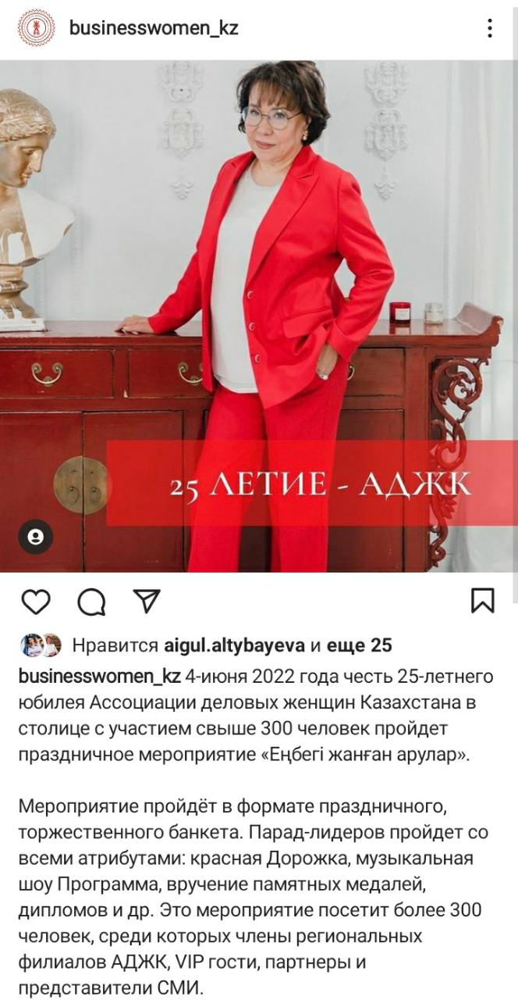 businesswomen_kz
25 ЛЕТИЕ - АДЖК
Нравится aigul.altybayeva и еще 25
businesswomen_kz 4-июня 2022 года честь 25-летнего
юбилея Ассоциации деловых женщин Казахстана в
столице с участием свыше 300 человек пройдет
праздничное мероприятие «Еңбегі жанған арулар».
Мероприятие пройдёт в формате праздничного,
торжественного банкета. Парад-лидеров пройдет со
всеми атрибутами: красная Дорожка, музыкальная
шоу Программа, вручение памятных медалей,
дипломов и др. Это мероприятие посетит более 300
человек, среди которых члены региональных
филиалов АДЖК, VIP гости, партнеры и
представители СМИ.